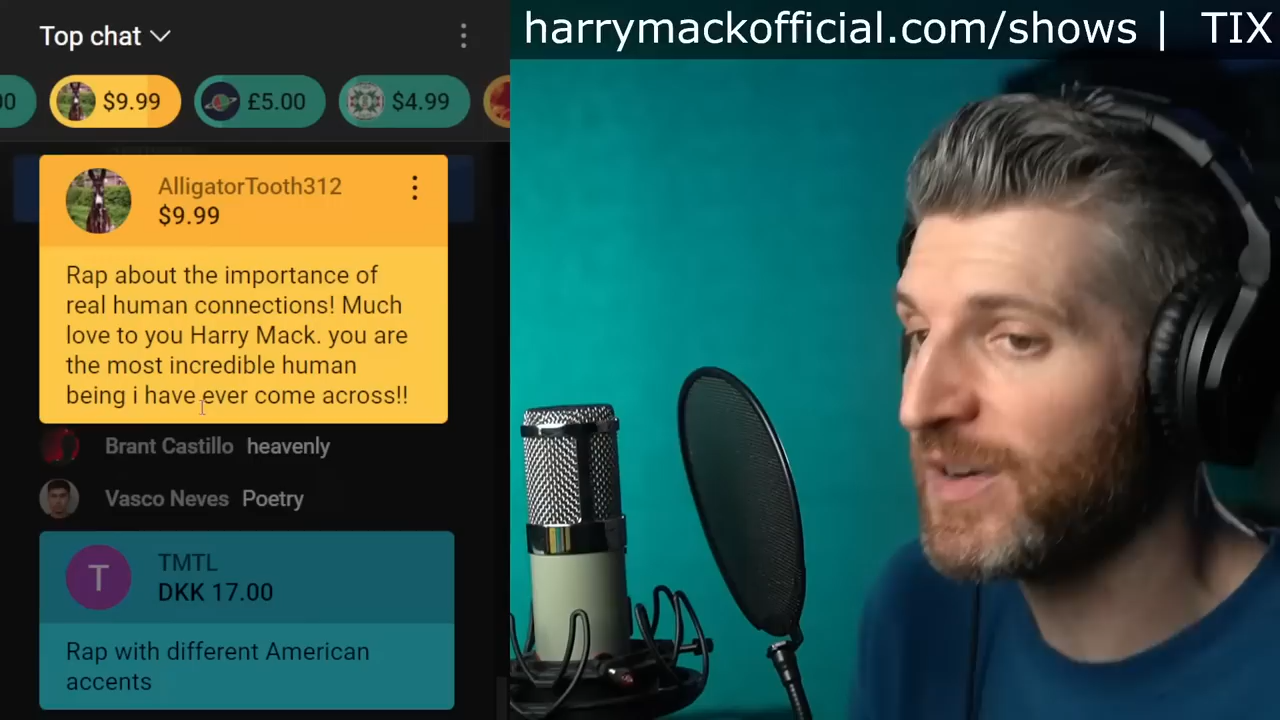 harrymackofficial.com/shows | TIX
Top chat
$9.99
£5.00
$4.99
AlligatorTooth312
$9.99
Rap about the importance of
real human connections! Much
love to you Harry Mack. you are
the most incredible human
being i have ever come across!!
Brant Castillo heavenly
Vasco Neves Poetry
T
TMTL
DKK 17.00
Rap with different American
accents